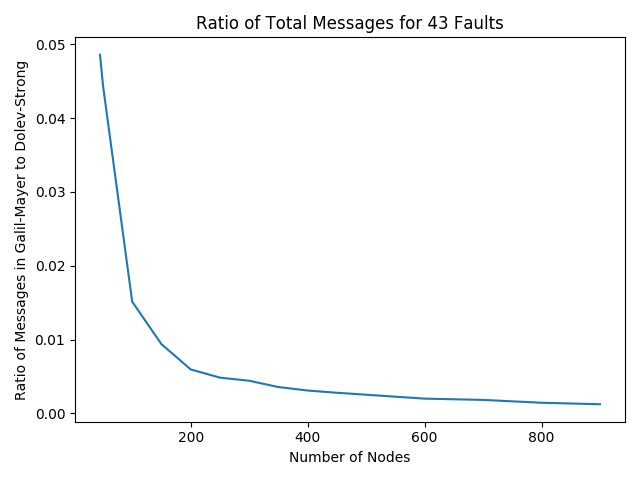 Ratio of Total Messages for 43 Faults
Ratio of Messages in Galil-Mayer to Dolev-Strong
0.05
0.04
0.03
0.02
0.01
0.00
200 400 600 800
Number of Nodes